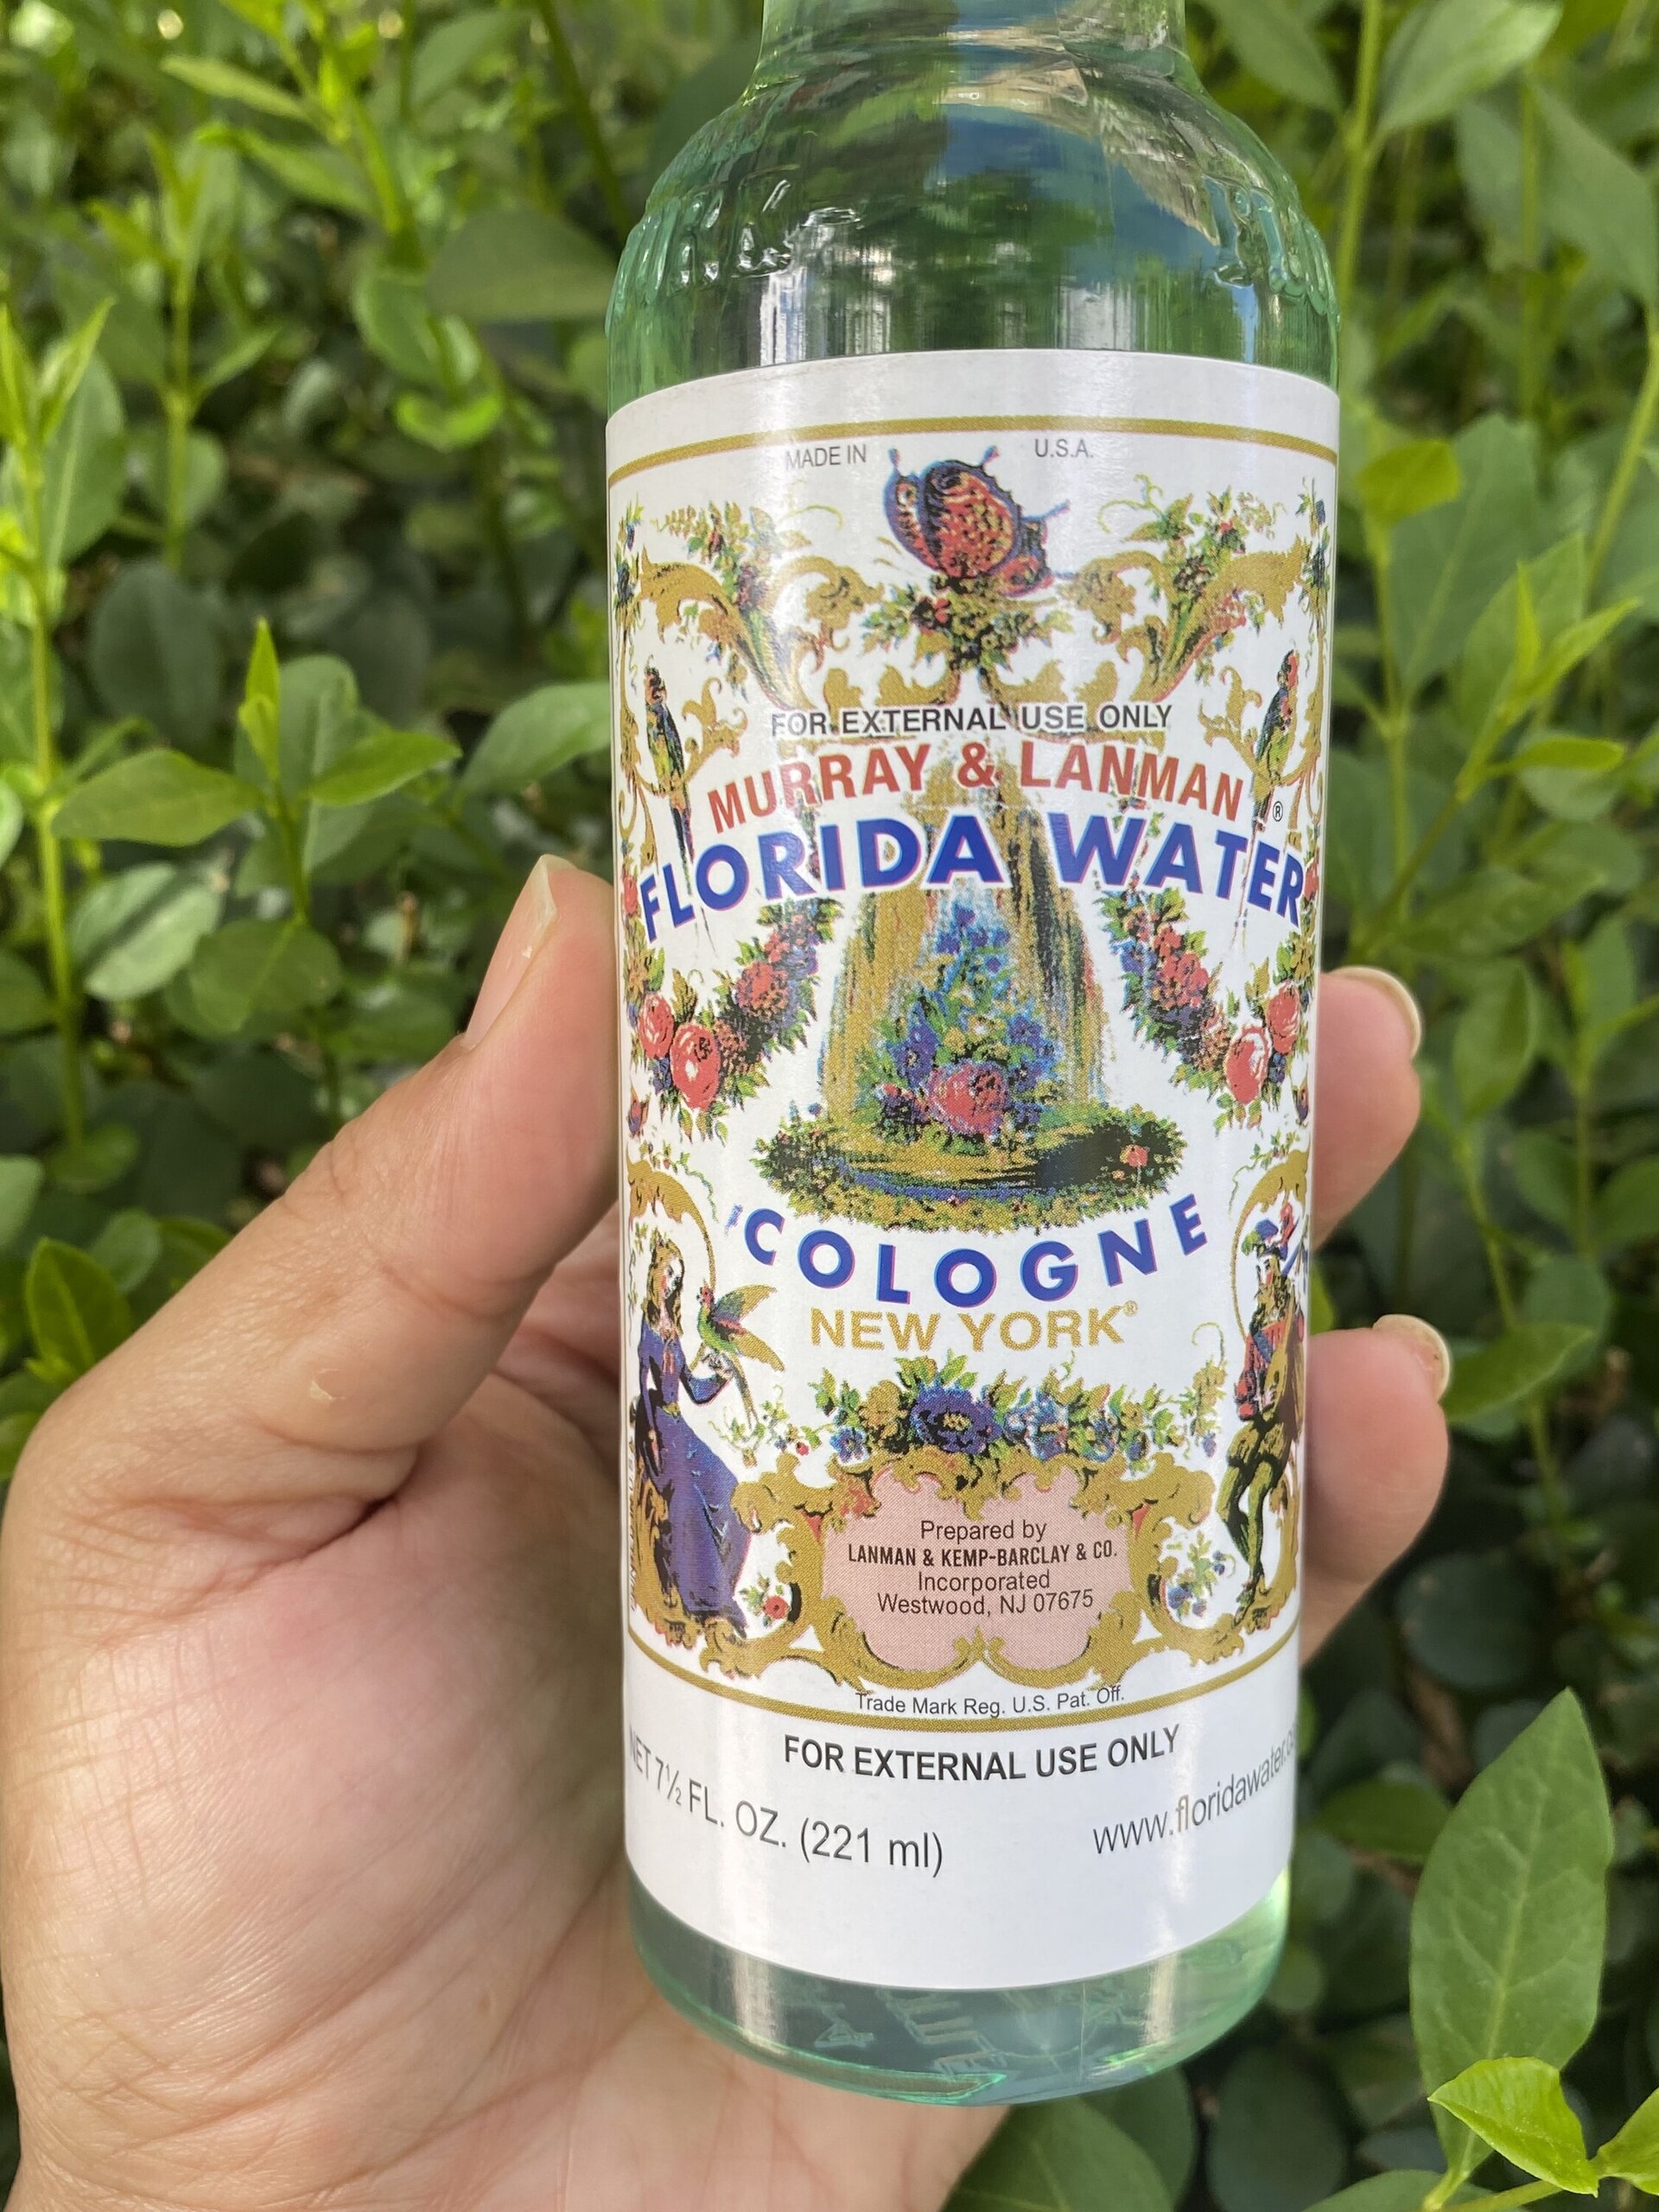 MADE IN U.S.A.
FOR EXTERNAL USE ONLY
MURRAY & LANMAN ®
FLORIDA WATER
COLOGNE
NEW YORK®
Prepared by
LANMAN & KEMP-BARCLAY & CO.
Incorporated
Westwood, NJ 07675
Trade Mark Reg. U.S. Pat. Off.
FOR EXTERNAL USE ONLY
NET 7½ FL. OZ. (221 ml)
www.floridawater.co